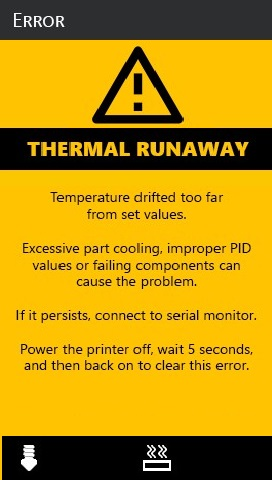 Error
THERMAL RUNAWAY
Temperature drifted too far
from set values.
Excessive part cooling, improper PID
values or failing components can
cause the problem.
If it persists, connect to serial monitor.
Power the printer off, wait 5 seconds,
and then back on to clear this error.